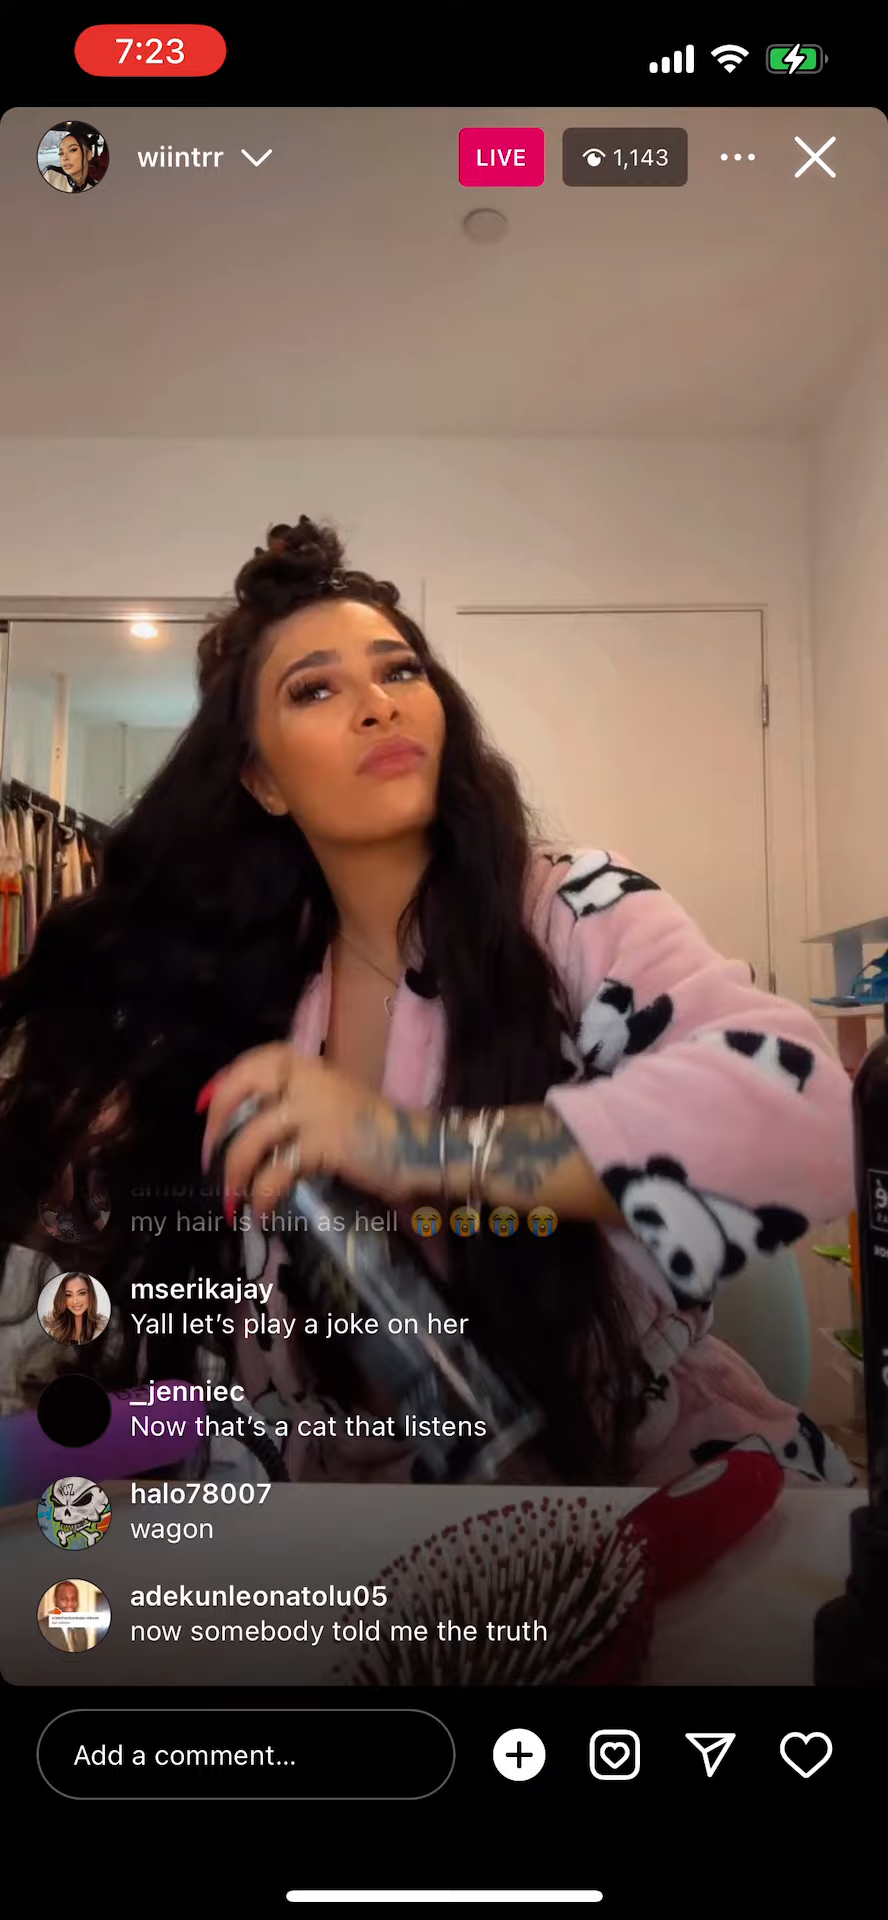 7:23
wiintrr
LIVE
1,143
my hair is thin as hell 😭😭😭😭
mserikajay
Yall let’s play a joke on her
_jenniec
Now that’s a cat that listens
halo78007
wagon
adekunleonatolu05
now somebody told me the truth
Add a comment...